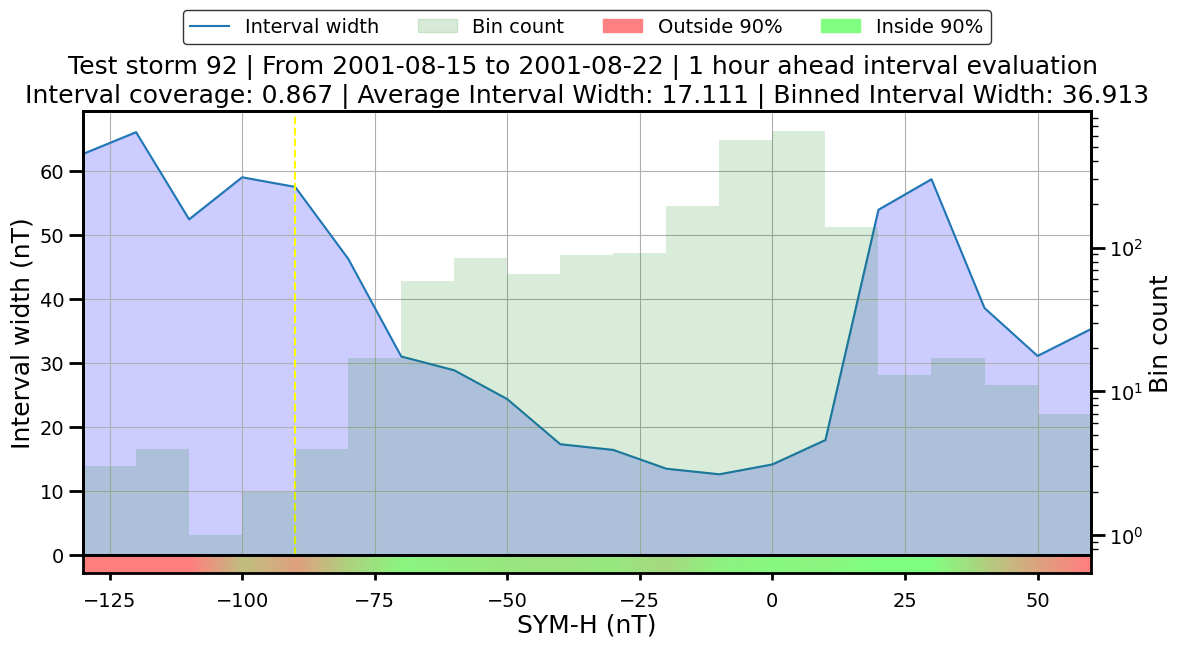 Interval width Bin count Outside 90% Inside 90%
Test storm 92 | From 2001-08-15 to 2001-08-22 | 1 hour ahead interval evaluation
Interval coverage: 0.867 | Average Interval Width: 17.111 | Binned Interval Width: 36.913
Interval width (nT)
60
50
40
30
20
10
0
10²
10¹
10⁰
Bin count
−125 −100 −75 −50 −25 0 25 50
SYM-H (nT)